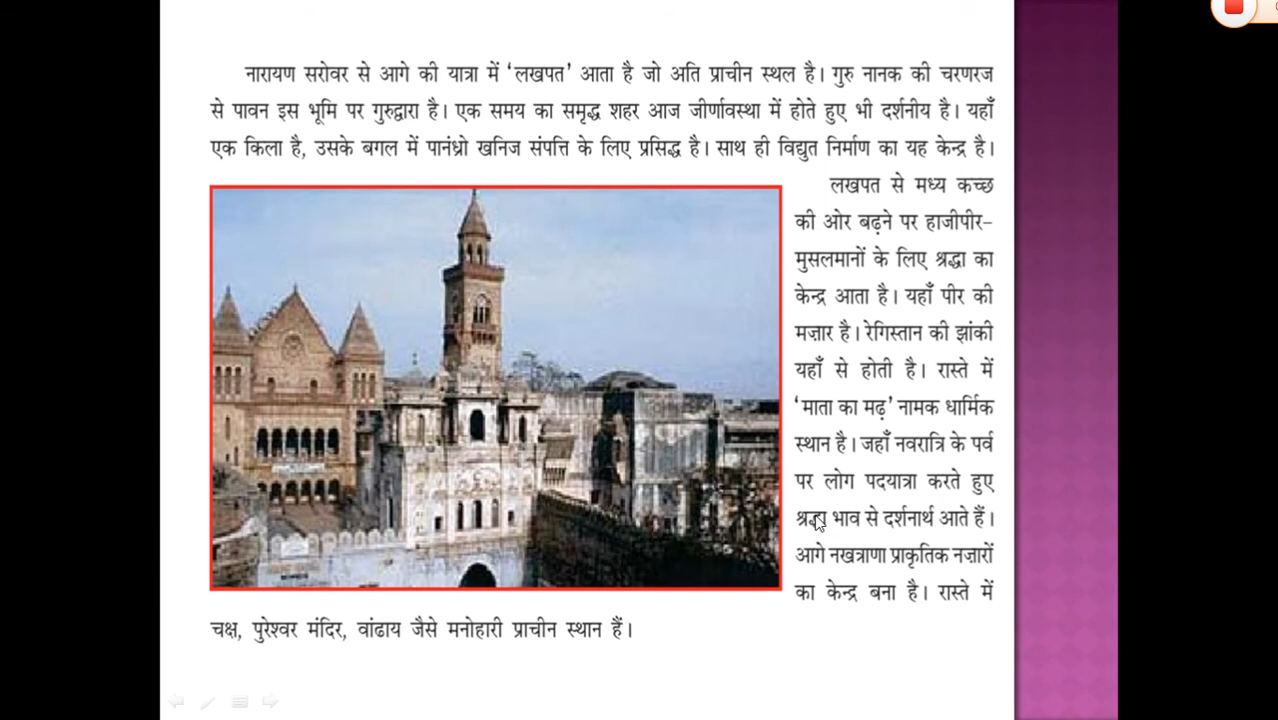 नारायण सरोवर से आगे की यात्रा में ‘लखपत’ आता है जो अति प्राचीन स्थल है। गुरु नानक की चरणरज
से पावन इस भूमि पर गुरुद्वारा है। एक समय का समृद्ध शहर आज जीर्णावस्था में होते हुए भी दर्शनीय है। यहाँ
एक किला है, उसके बगल में पानंध्रो खनिज संपत्ति के लिए प्रसिद्ध है। साथ ही विद्युत निर्माण का यह केन्द्र है।
लखपत से मध्य कच्छ
की ओर बढ़ने पर हाजीपीर-
मुसलमानों के लिए श्रद्धा का
केन्द्र आता है। यहाँ पीर की
मज़ार है। रेगिस्तान की झांकी
यहाँ से होती है। रास्ते में
‘माता का मढ़’ नामक धार्मिक
स्थान है। जहाँ नवरात्रि के पर्व
पर लोग पदयात्रा करते हुए
श्रद्धा भाव से दर्शनार्थ आते हैं।
आगे नखत्राणा प्राकृतिक नज़ारों
का केन्द्र बना है। रास्ते में
चक्ष, पुरेश्वर मंदिर, वांढाय जैसे मनोहारी प्राचीन स्थान हैं।